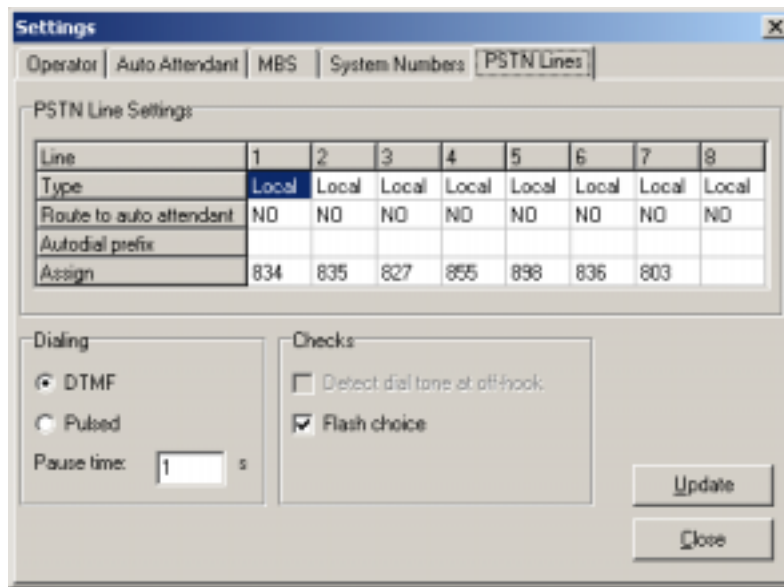 Settings
Operator Auto Attendant MBS System Numbers PSTN Lines
PSTN Line Settings
Line 1 2 3 4 5 6 7 8
Type Local Local Local Local Local Local Local Local
Route to auto attendant NO NO NO NO NO NO NO NO
Autodial prefix
Assign 834 835 827 855 898 836 803
Dialing
DTMF
Pulsed
Pause time: 1 s
Checks
Detect dial tone at off-hook
Flash choice
Update
Close